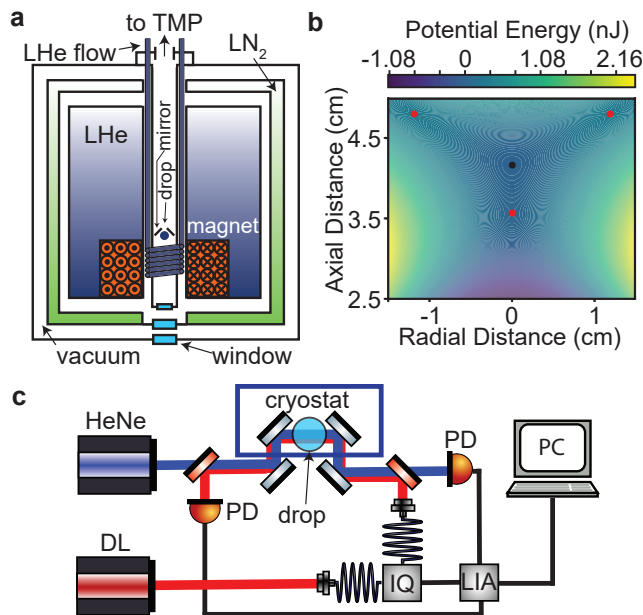 a
to TMP
LHe flow
LN2
LHe
mirror
drop
magnet
vacuum
window
b
Potential Energy (nJ)
-1.08 0 1.08 2.16
Axial Distance (cm)
4.5
3.5
2.5
-1 0 1
Radial Distance (cm)
c
HeNe
cryostat
PD
PC
PD
drop
DL
IQ
LIA